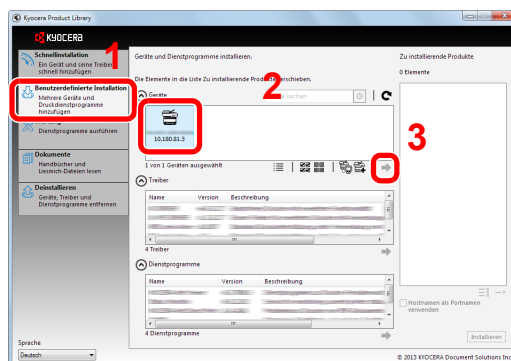 Kyocera Product Library
KYOCERA
1
Schnellinstallation
Ein Gerät und seine Treiber
schnell hinzufügen
Benutzerdefinierte Installation
Mehrere Geräte und
Druckdienstprogramme
hinzufügen
Dienstprogramme ausführen
Dokumente
Handbücher und
Liesmich-Dateien lesen
Deinstallieren
Geräte, Treiber und
Dienstprogramme entfernen
Sprache
Deutsch
Geräte und Dienstprogramme installieren.
Die Elemente in die Liste Zu installierende Produkte verschieben.
2
Geräte
suchen
10.180.81.3
3
1 von 1 Geräten ausgewählt
Treiber
Name Version Beschreibung
4 Treiber
Dienstprogramme
Name Version Beschreibung
4 Dienstprogramme
Zu installierende Produkte
0 Elemente
Hostnamen als Portnamen
verwenden
Installieren
© 2013 KYOCERA Document Solutions Inc